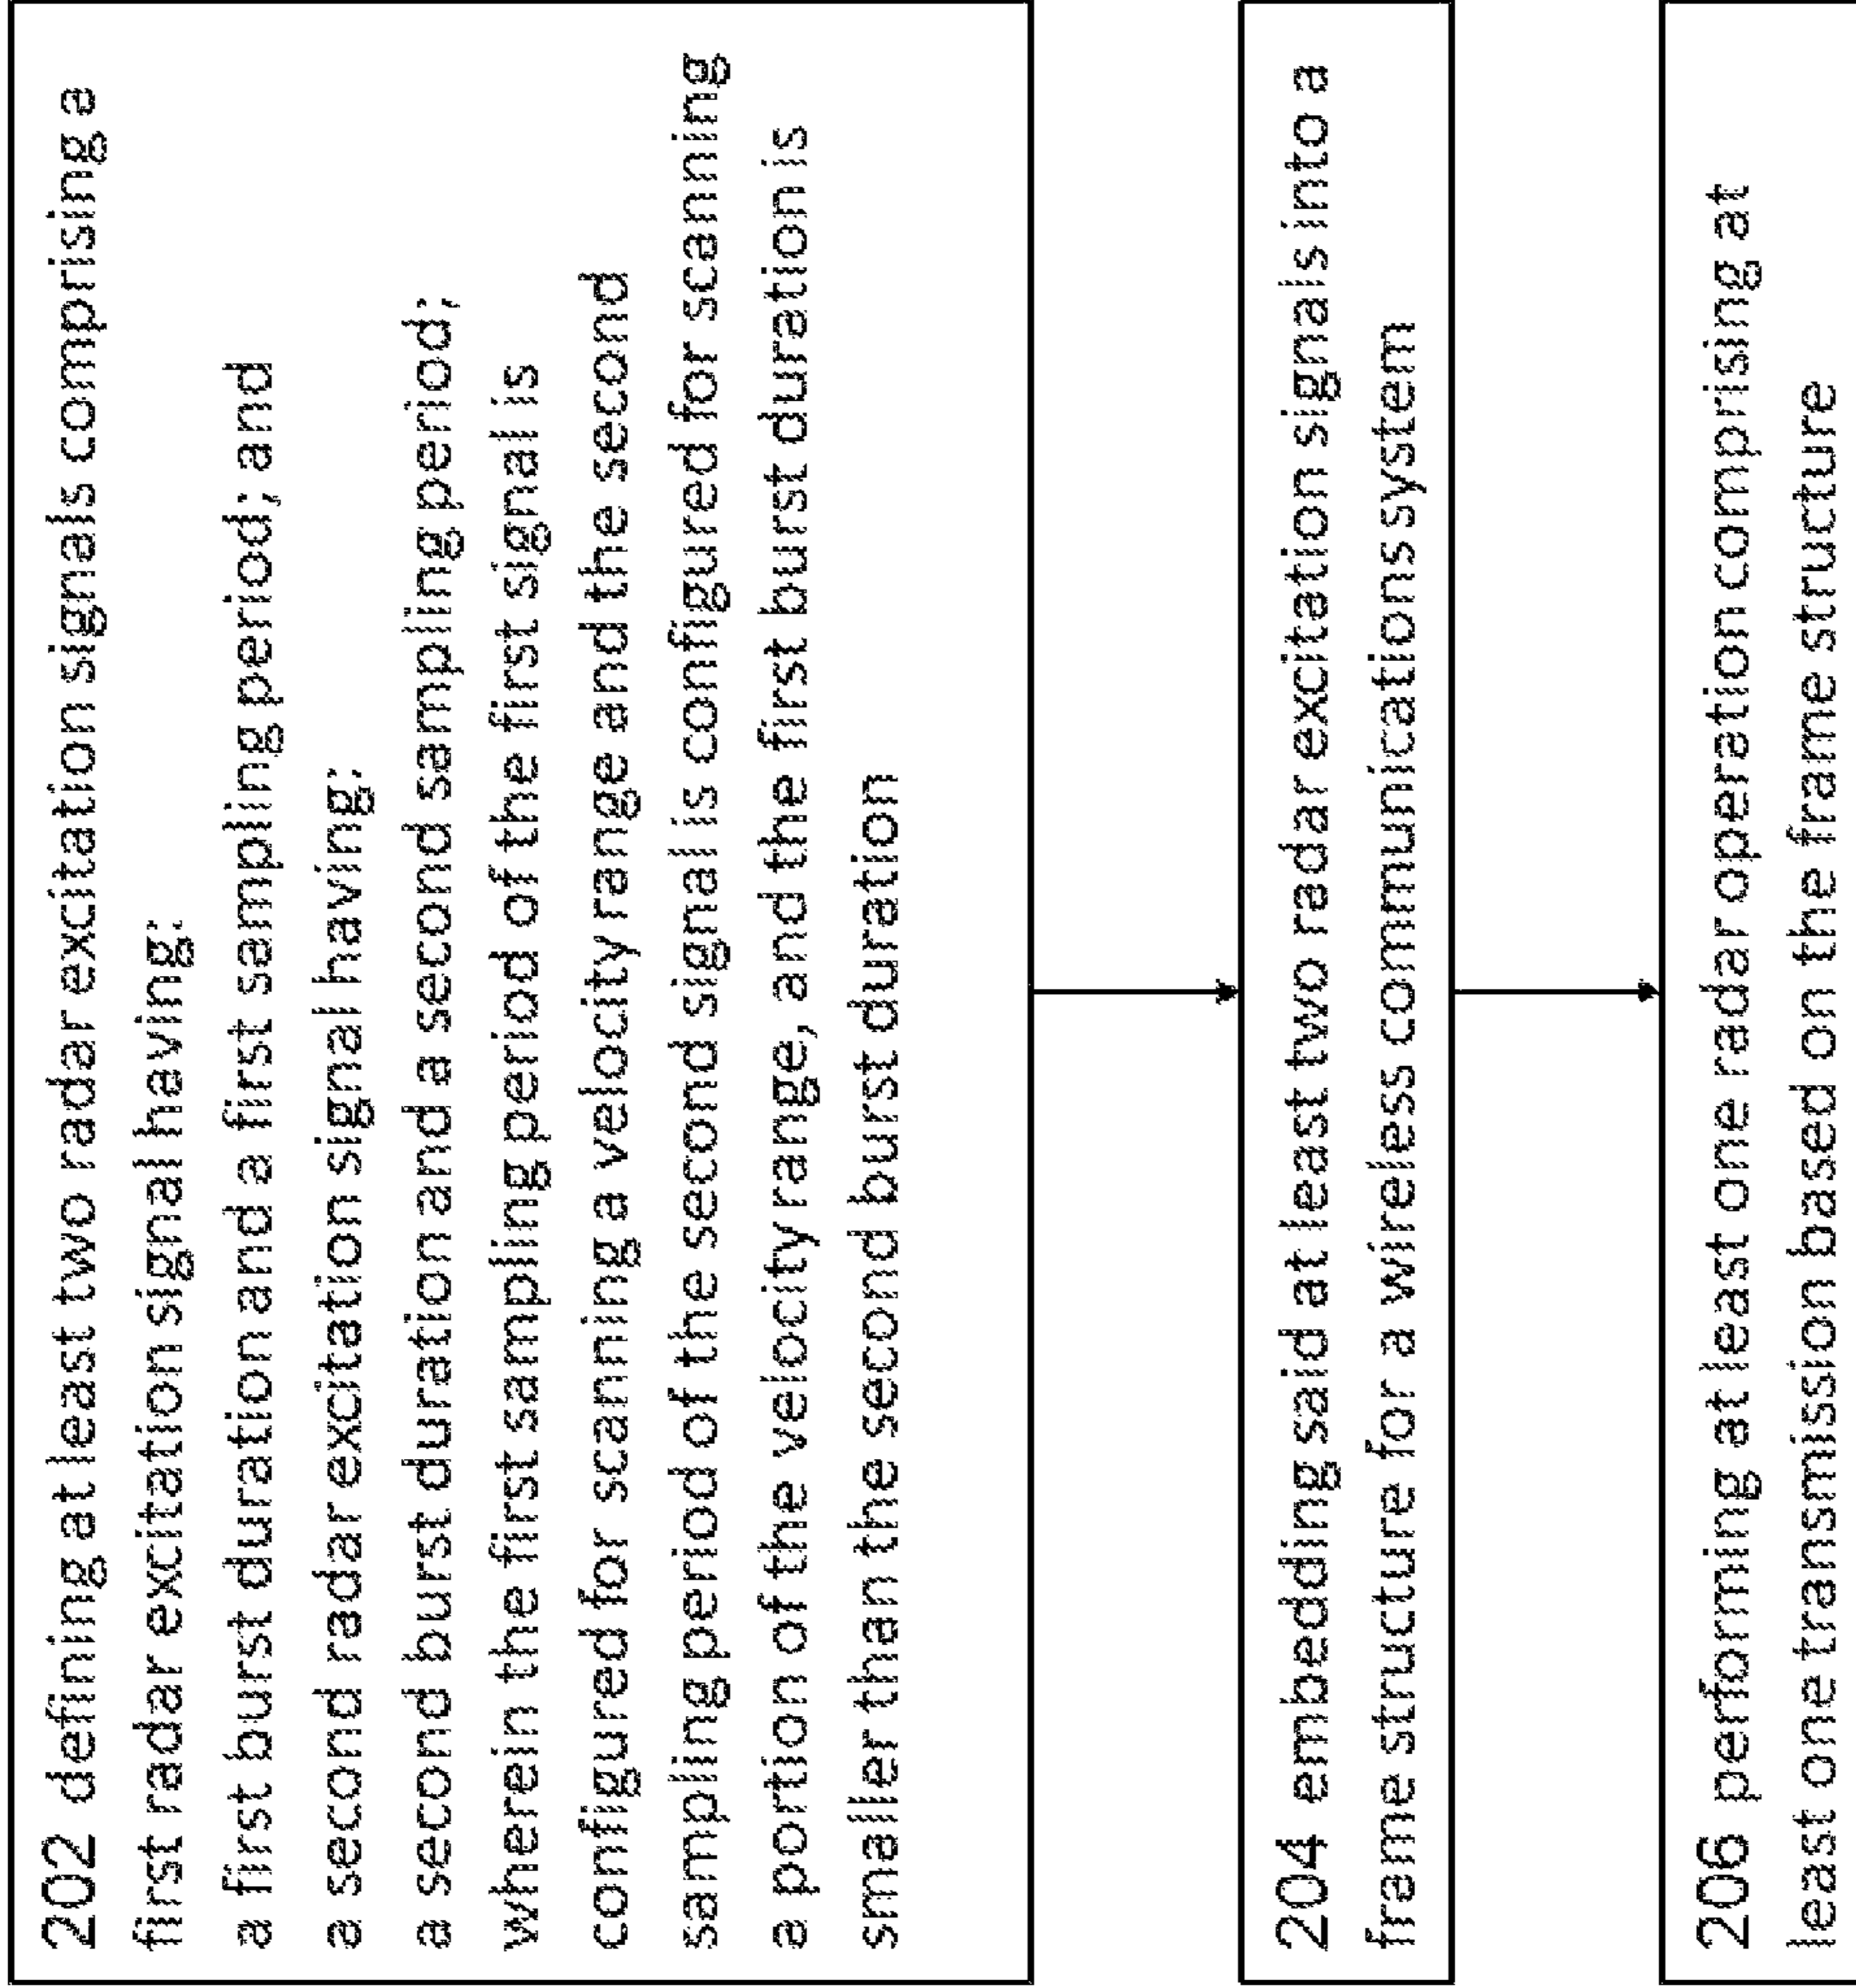 202 defining at least two radar excitation signals comprising a
first radar excitation signal having:
a first burst duration and a first sampling period; and
a second radar excitation signal having:
a second burst duration and a second sampling period;
wherein the first sampling period of the first signal is
configured for scanning a velocity range and the second
sampling period of the second signal is configured for scanning
a portion of the velocity range, and the first burst duration is
smaller than the second burst duration
204 embedding said at least two radar excitation signals into a
frame structure for a wireless communications system
206 performing at least one radar operation comprising at
least one transmission based on the frame structure